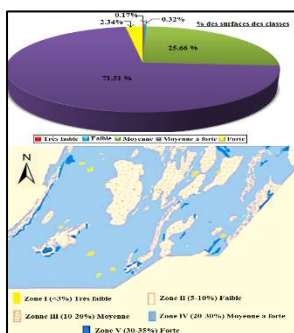 % des surfaces des classes
0.17%
0.32%
2.34%
25.66 %
71.51 %
Très faible Faible Moyenne Moyenne à forte Forte
N
Zone I (<3%) Très faible
Zone II (5-10%) Faible
Zonne III (10-20%) Moyenne
Zone IV (20-30%) Moyenne à forte
Zone V (30-35%) Forte